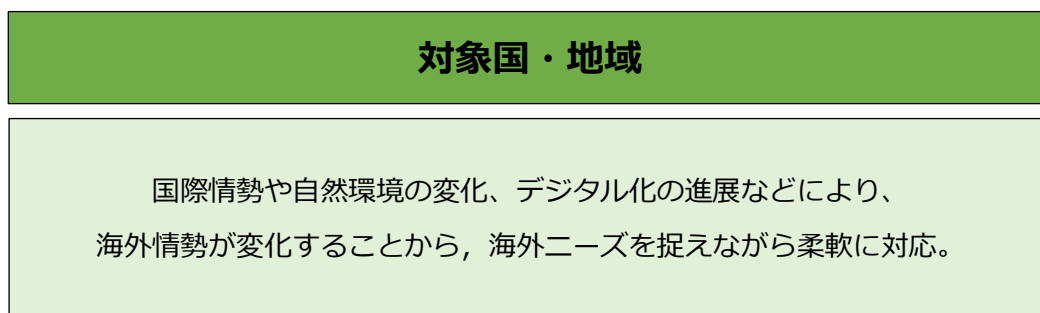 対象国・地域
国際情勢や自然環境の変化、デジタル化の進展などにより、
海外情勢が変化することから，海外ニーズを捉えながら柔軟に対応。